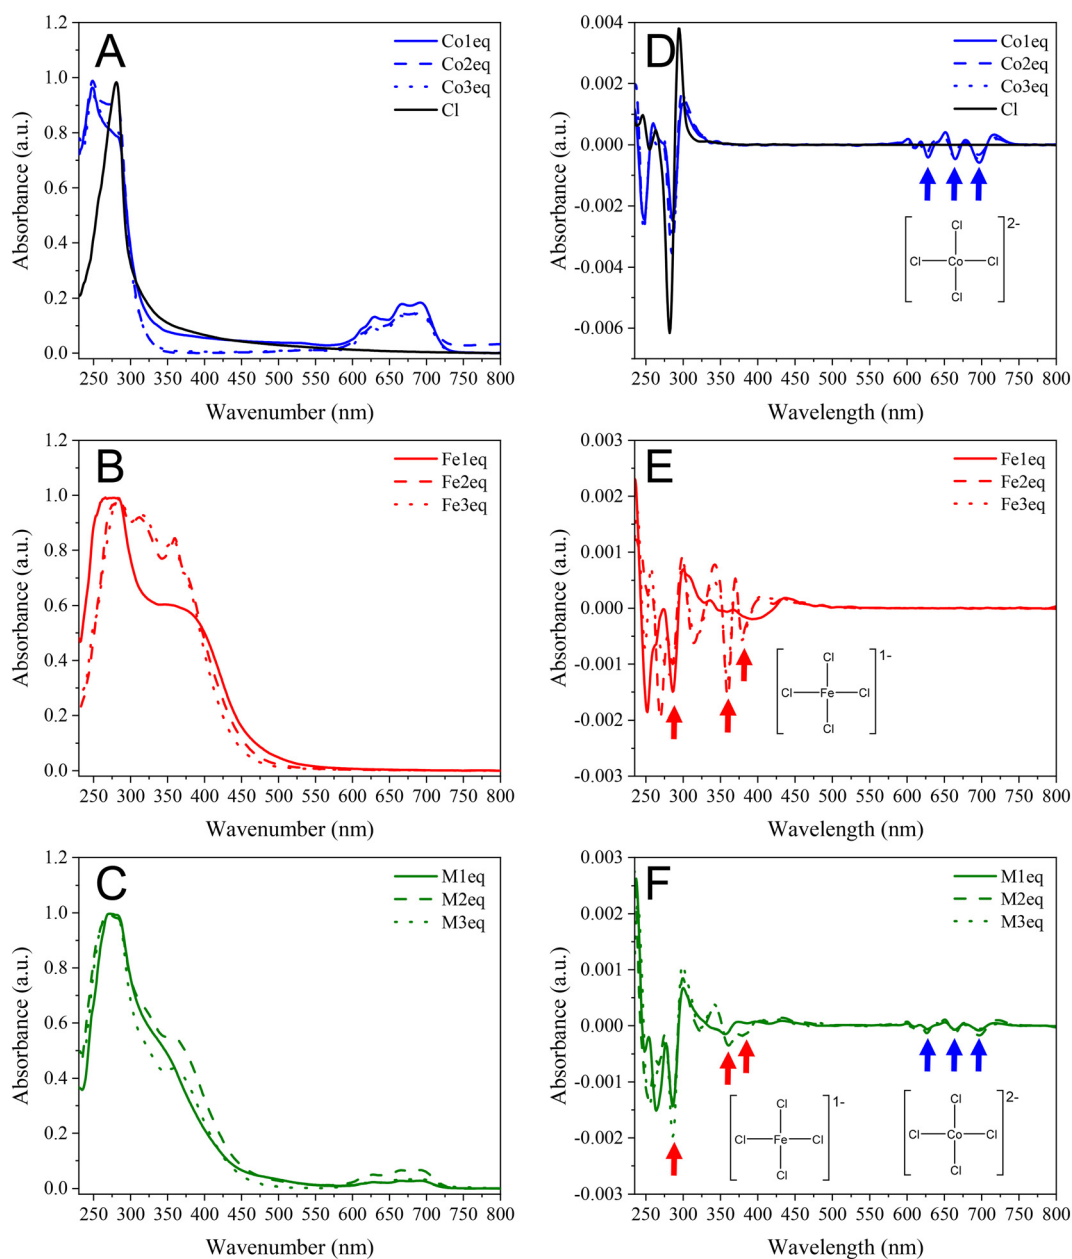 A
Co1eq
Co2eq
Co3eq
Cl
1.2
1.0
0.8
0.6
0.4
0.2
0.0
Absorbance (a.u.)
250 300 350 400 450 500 550 600 650 700 750 800
Wavenumber (nm)
D
Co1eq
Co2eq
Co3eq
Cl
0.004
0.002
0.000
-0.002
-0.004
-0.006
Absorbance (a.u.)
2-
Cl
Cl Co Cl
Cl
250 300 350 400 450 500 550 600 650 700 750 800
Wavelength (nm)
B
Fe1eq
Fe2eq
Fe3eq
1.2
1.0
0.8
0.6
0.4
0.2
0.0
Absorbance (a.u.)
250 300 350 400 450 500 550 600 650 700 750 800
Wavenumber (nm)
E
Fe1eq
Fe2eq
Fe3eq
0.003
0.002
0.001
0.000
-0.001
-0.002
-0.003
Absorbance (a.u.)
1-
Cl
Cl Fe Cl
Cl
250 300 350 400 450 500 550 600 650 700 750 800
Wavelength (nm)
C
M1eq
M2eq
M3eq
1.2
1.0
0.8
0.6
0.4
0.2
0.0
Absorbance (a.u.)
250 300 350 400 450 500 550 600 650 700 750 800
Wavenumber (nm)
F
M1eq
M2eq
M3eq
0.003
0.002
0.001
0.000
-0.001
-0.002
-0.003
Absorbance (a.u.)
1-
Cl
Cl Fe Cl
Cl
2-
Cl
Cl Co Cl
Cl
250 300 350 400 450 500 550 600 650 700 750 800
Wavelength (nm)